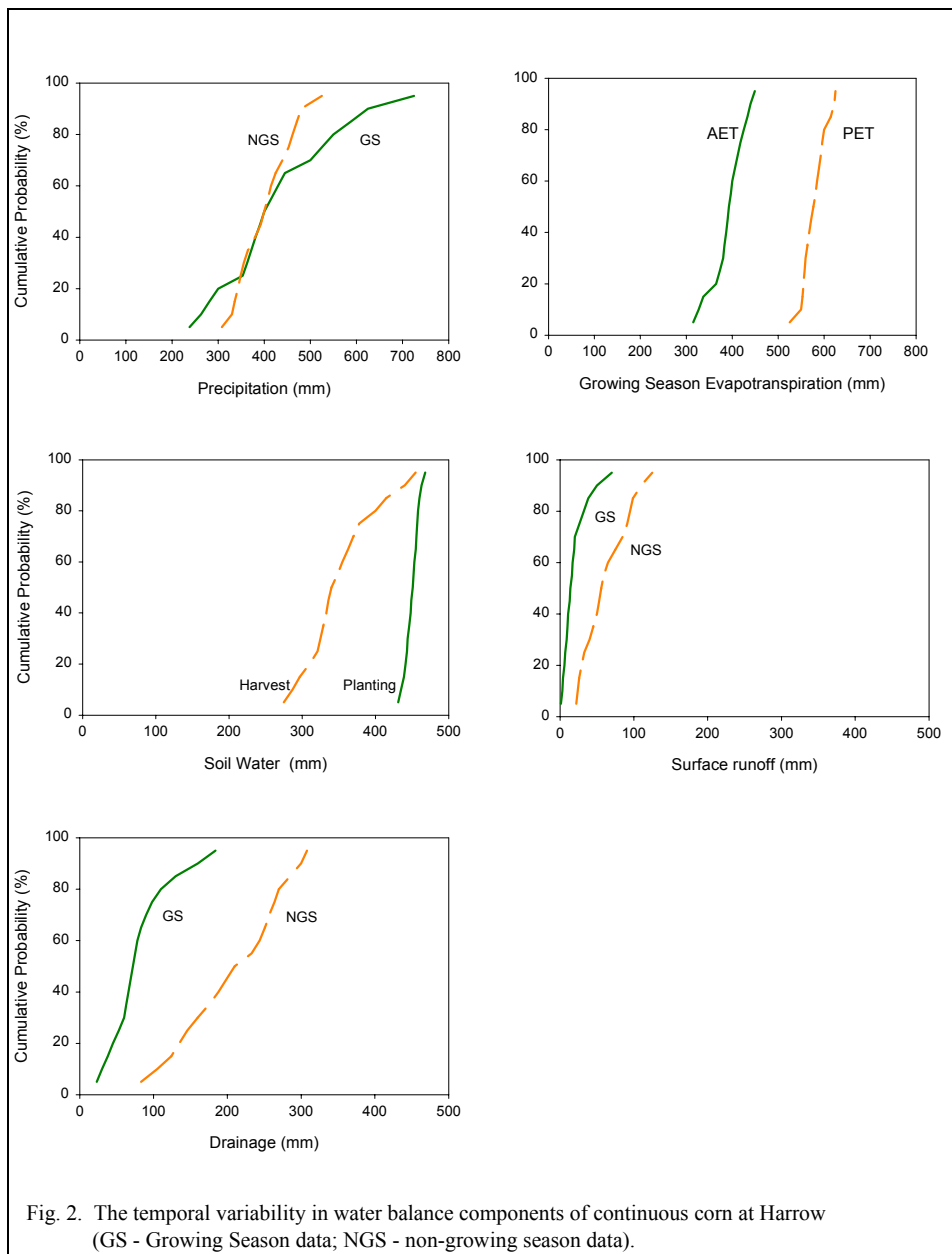 100
80
60
40
20
0
Cumulative Probability (%)
NGS
GS
0 100 200 300 400 500 600 700 800
Precipitation (mm)
100
80
60
40
20
0
Cumulative Probability (%)
AET
PET
0 100 200 300 400 500 600 700 800
Growing Season Evapotranspiration (mm)
100
80
60
40
20
0
Cumulative Probability (%)
Harvest
Planting
0 100 200 300 400 500
Soil Water (mm)
100
80
60
40
20
0
Cumulative Probability (%)
GS
NGS
0 100 200 300 400 500
Surface runoff (mm)
100
80
60
40
20
0
Cumulative Probability (%)
GS
NGS
0 100 200 300 400 500
Drainage (mm)
Fig. 2. The temporal variability in water balance components of continuous corn at Harrow
(GS - Growing Season data; NGS - non-growing season data).